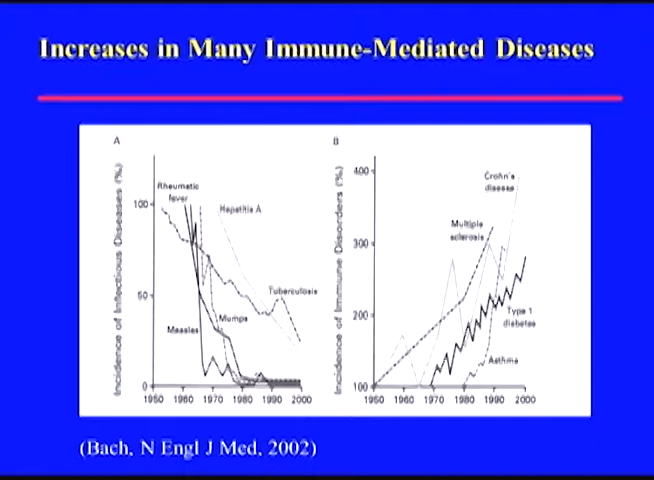 Increases in Many Immune-Mediated Diseases
A
Incidence of Infectious Diseases (%)
100
50
0
1950 1960 1970 1980 1990 2000
Rheumatic
fever
Hepatitis A
Tuberculosis
Mumps
Measles
B
Incidence of Immune Disorders (%)
400
300
200
100
1950 1960 1970 1980 1990 2000
Crohn's
disease
Multiple
sclerosis
Type 1
diabetes
Asthma
(Bach, N Engl J Med, 2002)